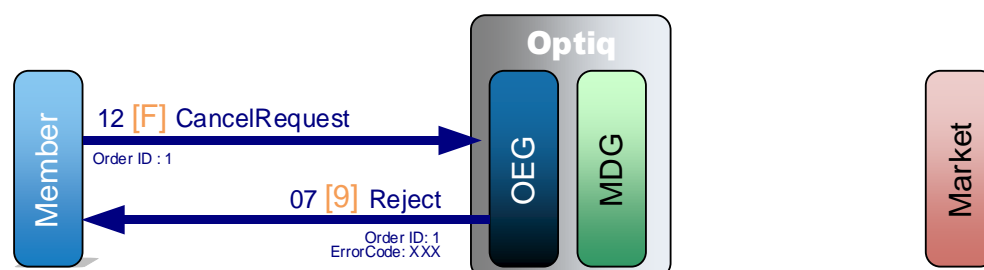 Optiq
Member
12 [F] CancelRequest
Order ID : 1
07 [9] Reject
Order ID: 1
ErrorCode: XXX
OEG
MDG
Market